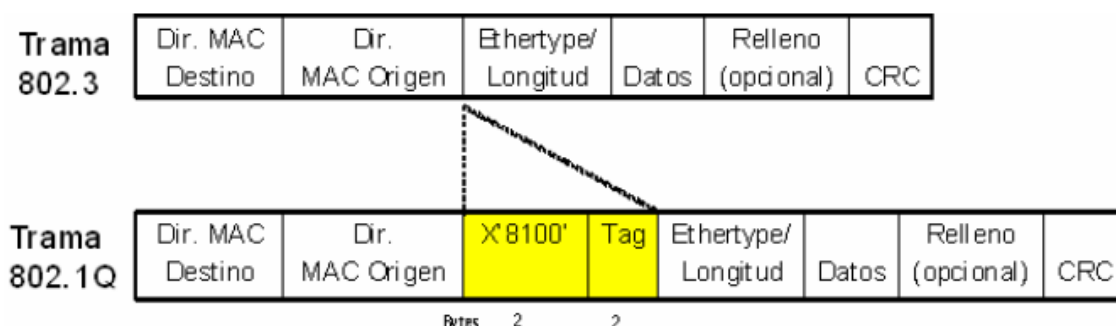 Trama
802.3
Dir. MAC
Destino
Dir.
MAC Origen
Ethertype/
Longitud
Datos
Relleno
(opcional)
CRC
Trama
802.1Q
Dir. MAC
Destino
Dir.
MAC Origen
X'8100'
Tag
Ethertype/
Longitud
Datos
Relleno
(opcional)
CRC
Bytes 2 2